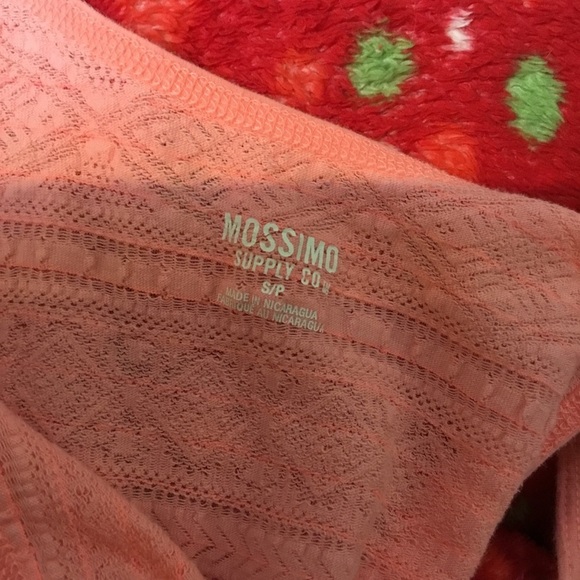 MOSSIMO
SUPPLY CO
S/P
MADE IN NICARAGUA
FABRIQUÉ AU NICARAGUA